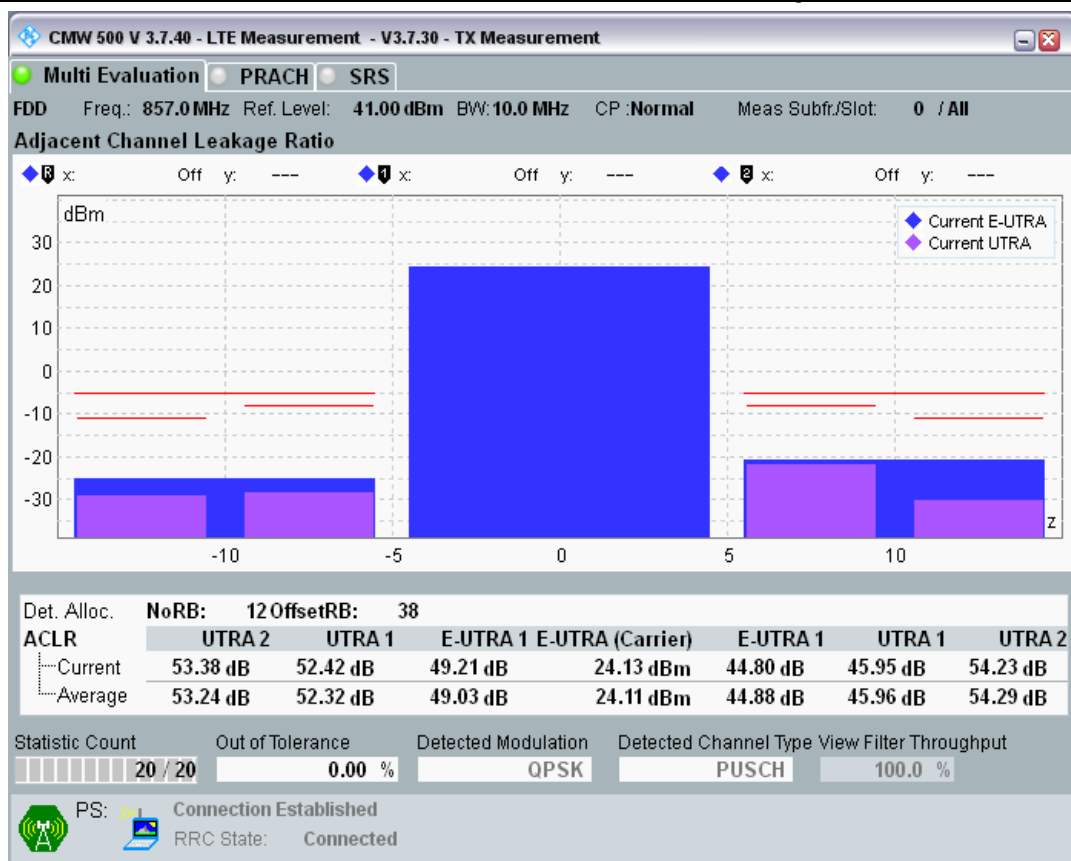 CMW 500 V 3.7.40 - LTE Measurement - V3.7.30 - TX Measurement
Multi Evaluation PRACH SRS
FDD Freq.: 857.0 MHz Ref. Level: 41.00 dBm BW: 10.0 MHz CP :Normal Meas Subfr./Slot: 0 / All
Adjacent Channel Leakage Ratio
R x: Off y: --- 1 x: Off y: --- 2 x: Off y: ---
dBm
Current E-UTRA
Current UTRA
30
20
10
0
-10
-20
-30
z
-10 -5 0 5 10
Det. Alloc. NoRB: 12 OffsetRB: 38
ACLR UTRA 2 UTRA 1 E-UTRA 1 E-UTRA (Carrier) E-UTRA 1 UTRA 1 UTRA 2
Current 53.38 dB 52.42 dB 49.21 dB 24.13 dBm 44.80 dB 45.95 dB 54.23 dB
Average 53.24 dB 52.32 dB 49.03 dB 24.11 dBm 44.88 dB 45.96 dB 54.29 dB
Statistic Count Out of Tolerance Detected Modulation Detected Channel Type View Filter Throughput
20 / 20 0.00 % QPSK PUSCH 100.0 %
PS: Connection Established
RRC State: Connected